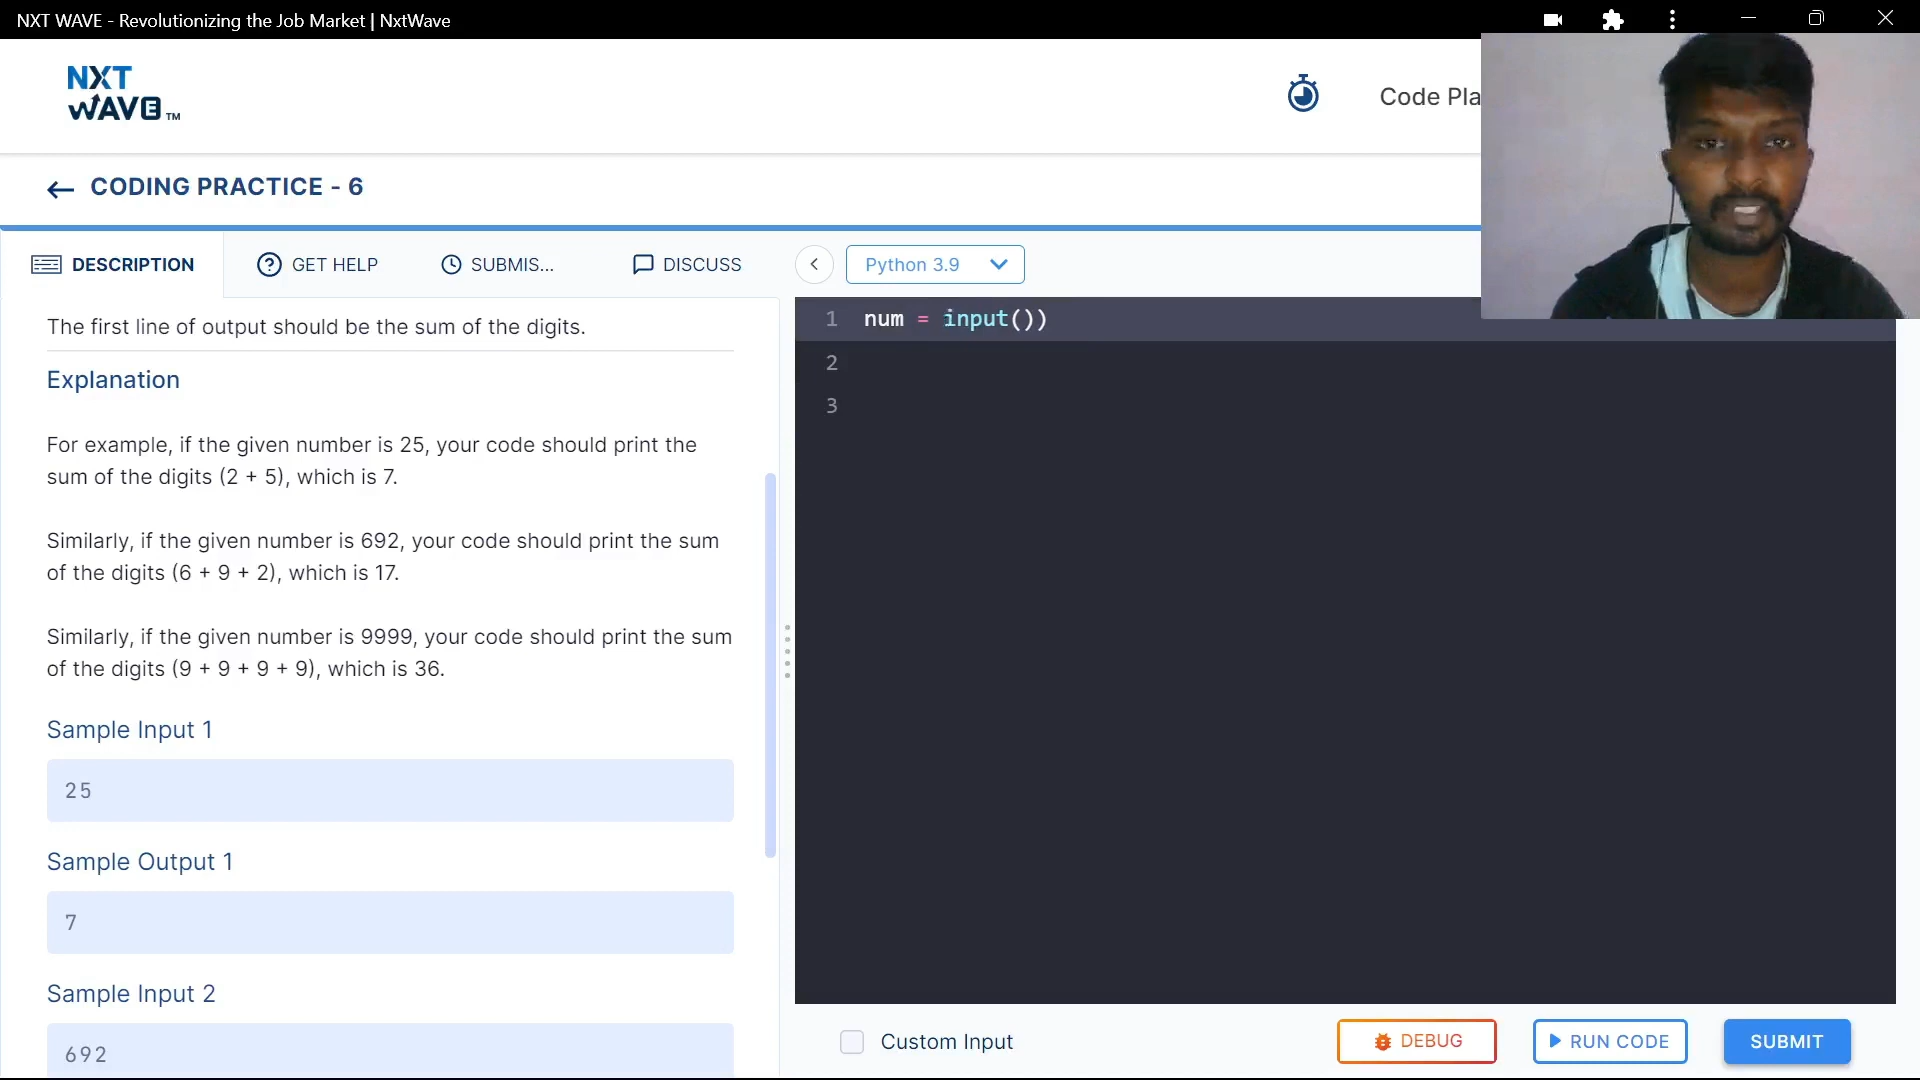 NXT WAVE - Revolutionizing the Job Market | NxtWave
NXT
WAVE TM
Code Pla
CODING PRACTICE - 6
DESCRIPTION
GET HELP
SUBMIS...
DISCUSS
Python 3.9
The first line of output should be the sum of the digits.
Explanation
For example, if the given number is 25, your code should print the
sum of the digits (2 + 5), which is 7.
Similarly, if the given number is 692, your code should print the sum
of the digits (6 + 9 + 2), which is 17.
Similarly, if the given number is 9999, your code should print the sum
of the digits (9 + 9 + 9 + 9), which is 36.
Sample Input 1
25
Sample Output 1
7
Sample Input 2
692
1 num = input())
2
3
Custom Input
DEBUG
RUN CODE
SUBMIT